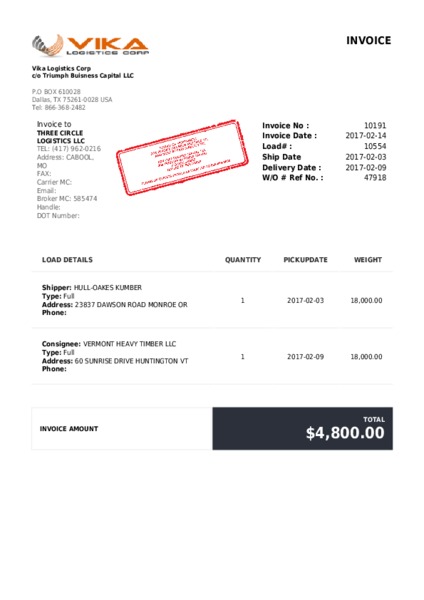 VIKA
LOGISTICS CORP
INVOICE
Vika Logistics Corp
c/o Triumph Buisness Capital LLC
P.O BOX 610028
Dallas, TX 75261-0028 USA
Tel: 866-368-2482
Invoice to
THREE CIRCLE
LOGISTICS LLC
TEL: (417) 962-0216
Address: CABOOL,
MO
FAX:
Carrier MC:
Email:
Broker MC: 585474
Handle:
DOT Number:
Invoice No : 10191
Invoice Date : 2017-02-14
Load# : 10554
Ship Date 2017-02-03
Delivery Date : 2017-02-09
W/O # Ref No. : 47918
LOAD DETAILS QUANTITY PICKUPDATE WEIGHT
Shipper: HULL-OAKES KUMBER
Type: Full
Address: 23837 DAWSON ROAD MONROE OR
Phone:
1 2017-02-03 18,000.00
Consignee: VERMONT HEAVY TIMBER LLC
Type: Full
Address: 60 SUNRISE DRIVE HUNTINGTON VT
Phone:
1 2017-02-09 18,000.00
INVOICE AMOUNT
TOTAL
$4,800.00